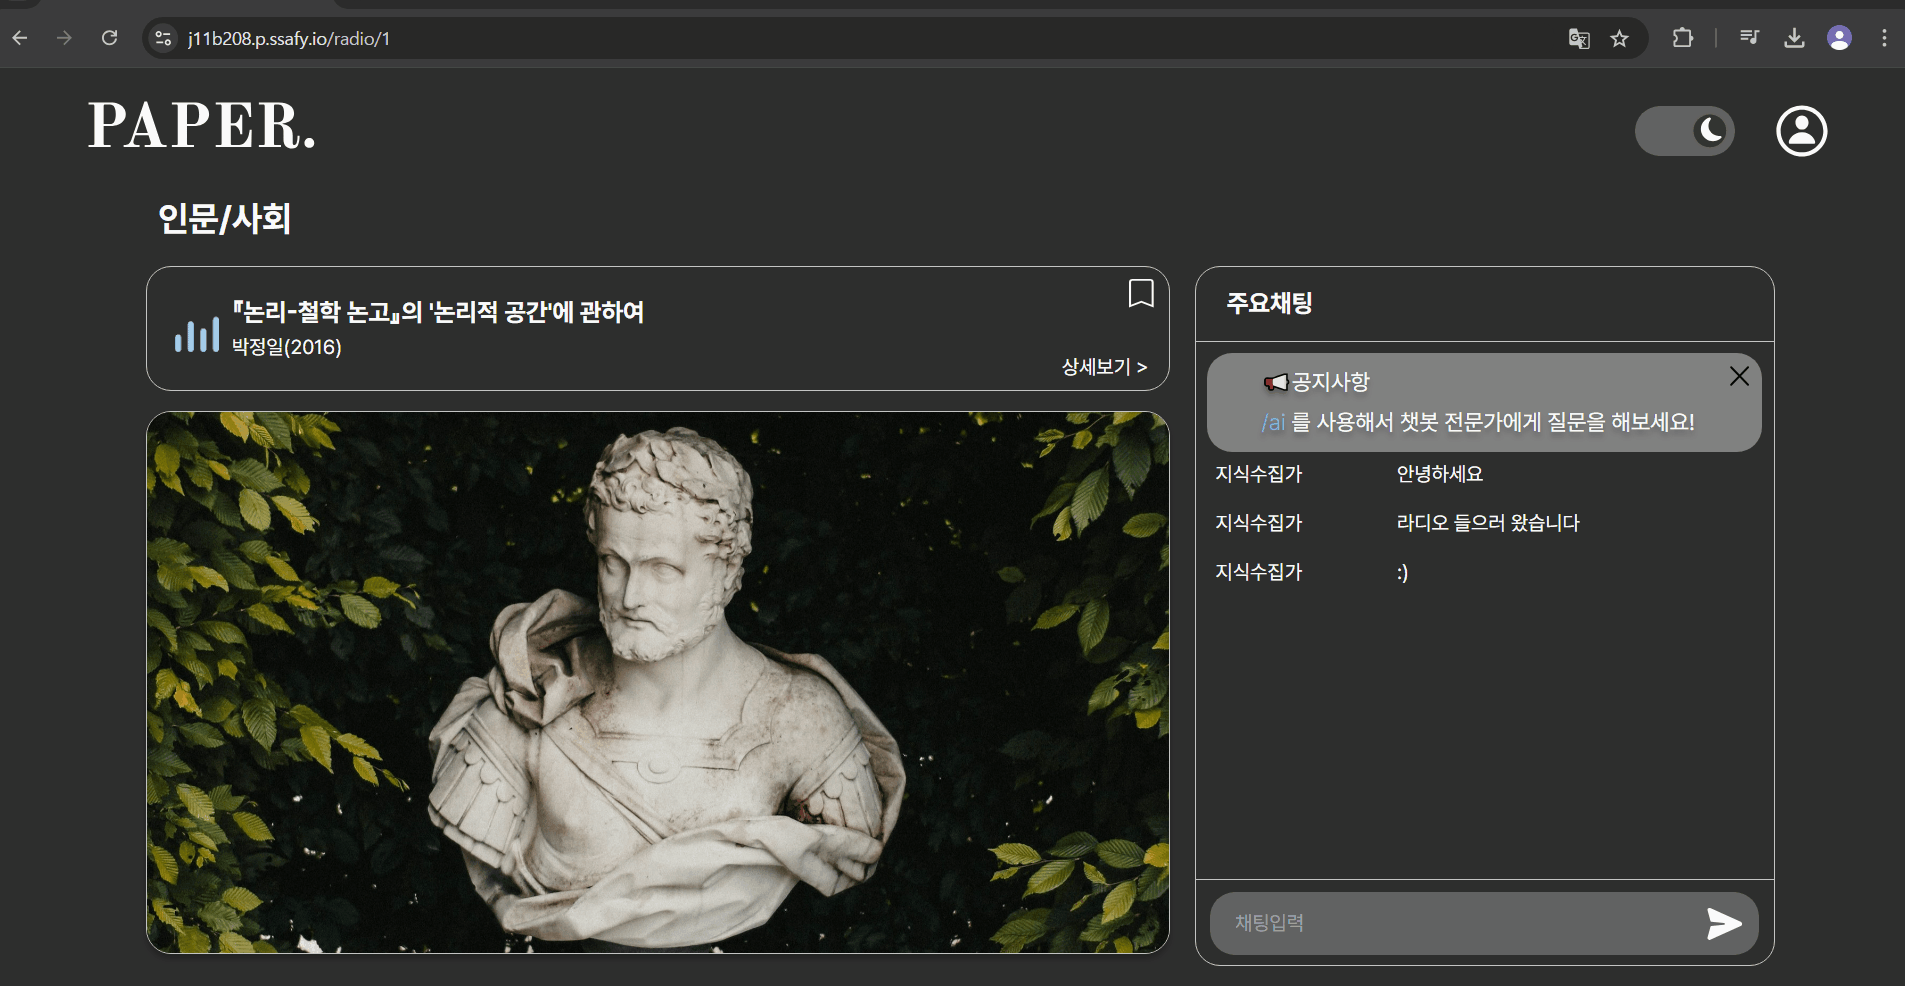 j11b208.p.ssafy.io/radio/1
PAPER.
인문/사회
『논리-철학 논고』의 '논리적 공간'에 관하여
박정일(2016)
상세보기 >
주요채팅
공지사항
/ai 를 사용해서 챗봇 전문가에게 질문을 해보세요!
지식수집가 안녕하세요
지식수집가 라디오 들으러 왔습니다
지식수집가 :)
채팅입력